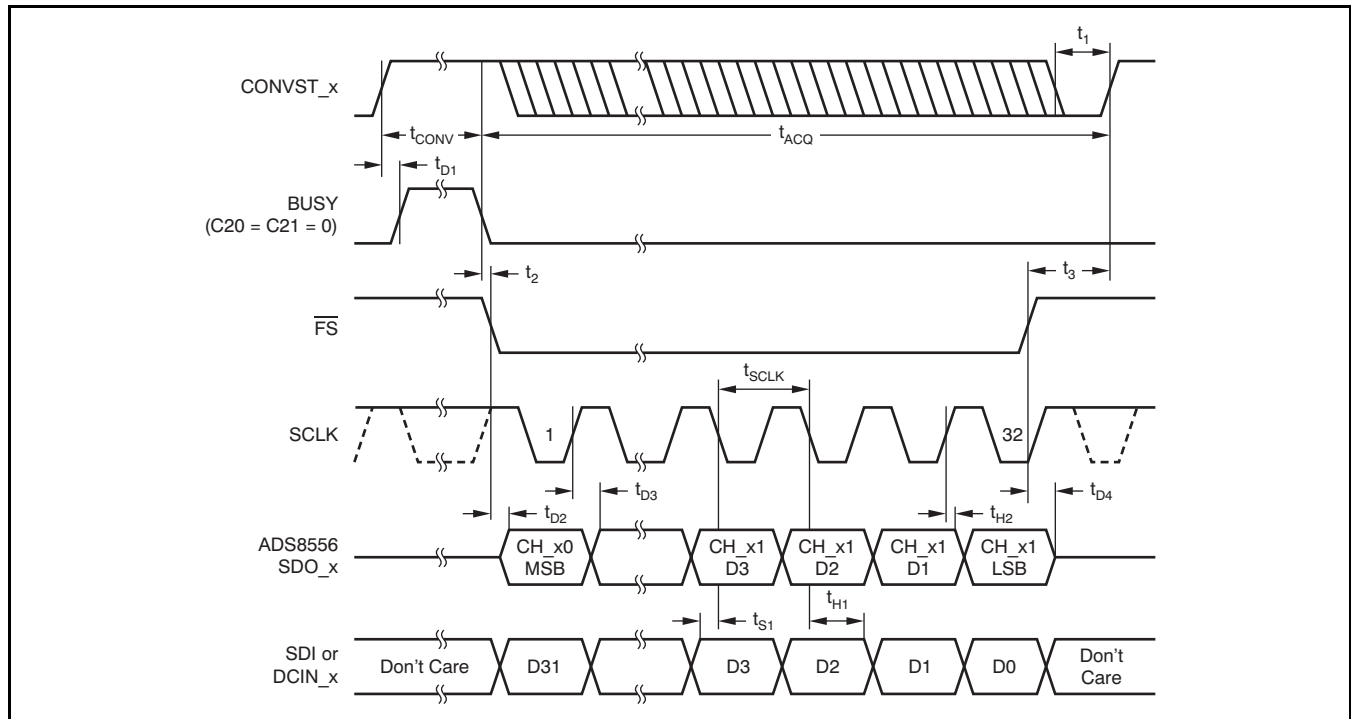 t1
CONVST_x
tCONV
tACQ
tD1
BUSY
(C20 = C21 = 0)
t2
t3
FS
tSCLK
SCLK
1
32
tD3
tD4
tD2
tH2
ADS8556
SDO_x
CH_x0
MSB
CH_x1
D3
CH_x1
D2
CH_x1
D1
CH_x1
LSB
tS1
tH1
SDI or
DCIN_x
Don't Care
D31
D3
D2
D1
D0
Don't
Care